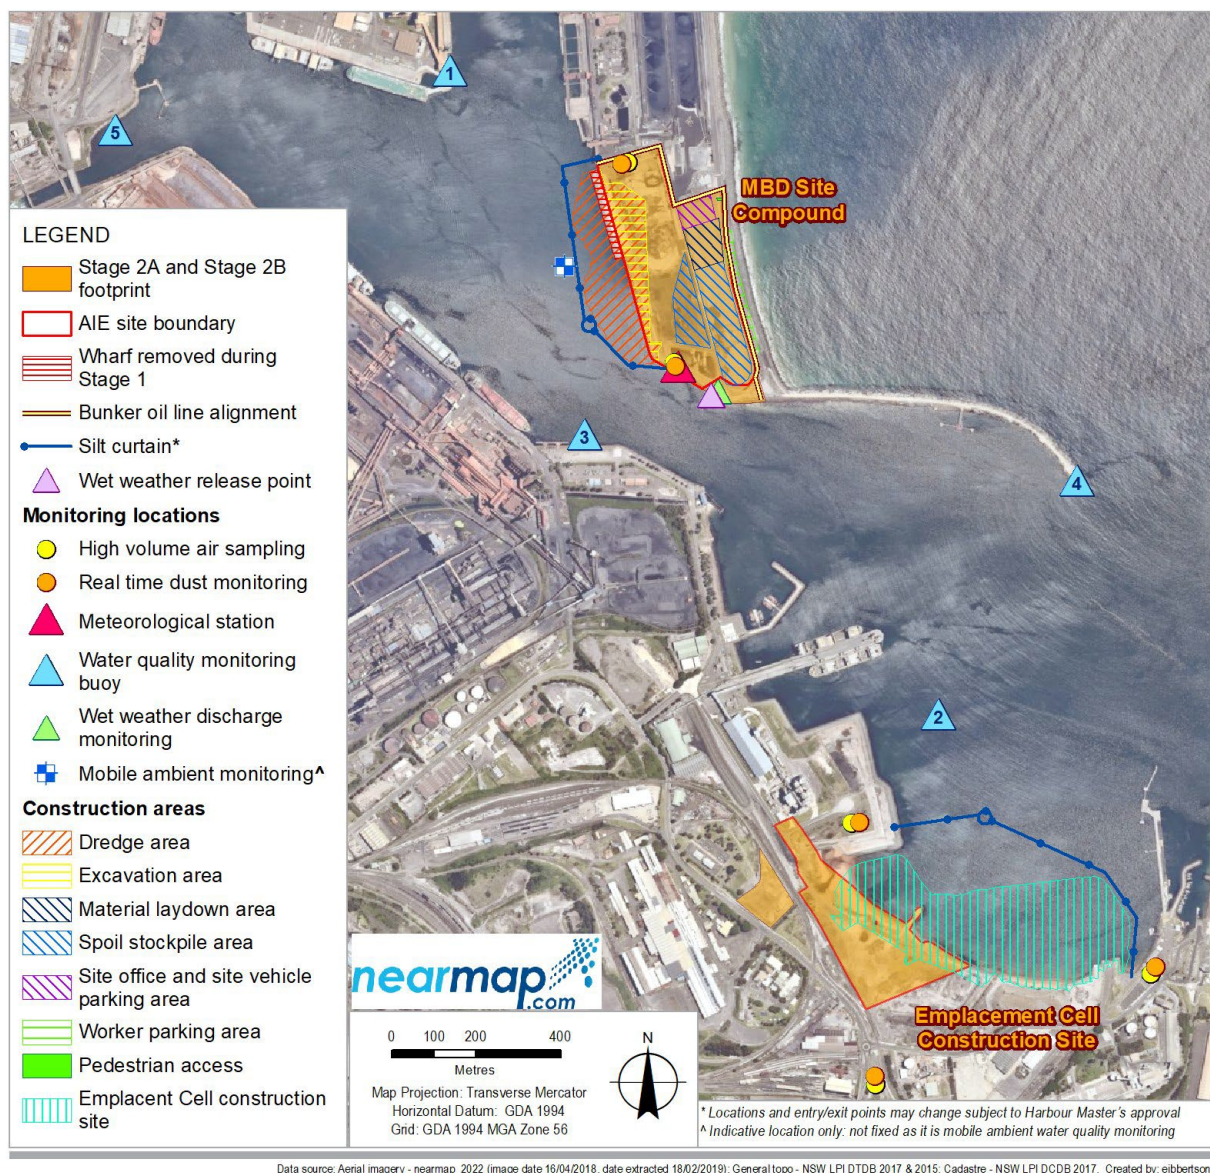 1
5
MBD Site
Compound
LEGEND
Stage 2A and Stage 2B
footprint
AIE site boundary
Wharf removed during
Stage 1
Bunker oil line alignment
Silt curtain*
Wet weather release point
Monitoring locations
High volume air sampling
Real time dust monitoring
Meteorological station
Water quality monitoring
buoy
Wet weather discharge
monitoring
Mobile ambient monitoring^
Construction areas
Dredge area
Excavation area
Material laydown area
Spoil stockpile area
Site office and site vehicle
parking area
Worker parking area
Pedestrian access
Emplacent Cell construction
site
3
4
2
Emplacement Cell
Construction Site
nearmap
.com
0 100 200 400
Metres
Map Projection: Transverse Mercator
Horizontal Datum: GDA 1994
Grid: GDA 1994 MGA Zone 56
N
* Locations and entry/exit points may change subject to Harbour Master's approval
^ Indicative location only: not fixed as it is mobile ambient water quality monitoring
Data source: Aerial imagery - nearmap 2022 (image date 16/04/2018, date extracted 18/02/2019); General topo - NSW LPI DTDB 2017 & 2015; Cadastre - NSW LPI DCDB 2017. Created by: eibbertson